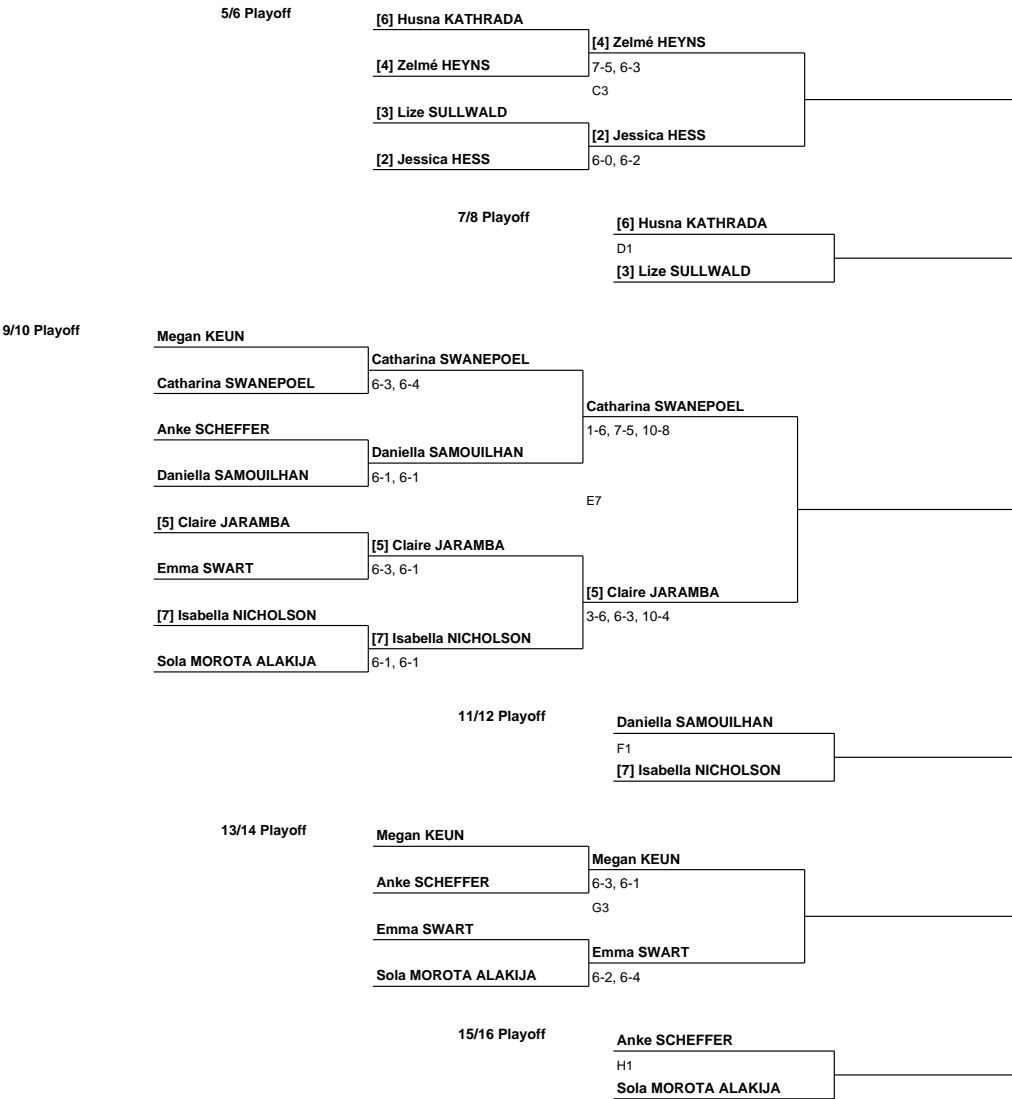 5/6 Playoff
[6] Husna KATHRADA
[4] Zelmé HEYNS
[4] Zelmé HEYNS
7-5, 6-3
C3
[3] Lize SULLWALD
[2] Jessica HESS
[2] Jessica HESS
6-0, 6-2
7/8 Playoff
[6] Husna KATHRADA
D1
[3] Lize SULLWALD
9/10 Playoff
Megan KEUN
Catharina SWANEPOEL
Catharina SWANEPOEL
6-3, 6-4
Catharina SWANEPOEL
1-6, 7-5, 10-8
Anke SCHEFFER
Daniella SAMOUILHAN
Daniella SAMOUILHAN
6-1, 6-1
E7
[5] Claire JARAMBA
[5] Claire JARAMBA
Emma SWART
6-3, 6-1
[5] Claire JARAMBA
3-6, 6-3, 10-4
[7] Isabella NICHOLSON
[7] Isabella NICHOLSON
Sola MOROTA ALAKIJA
6-1, 6-1
11/12 Playoff
Daniella SAMOUILHAN
F1
[7] Isabella NICHOLSON
13/14 Playoff
Megan KEUN
Megan KEUN
Anke SCHEFFER
6-3, 6-1
G3
Emma SWART
Emma SWART
Sola MOROTA ALAKIJA
6-2, 6-4
15/16 Playoff
Anke SCHEFFER
H1
Sola MOROTA ALAKIJA